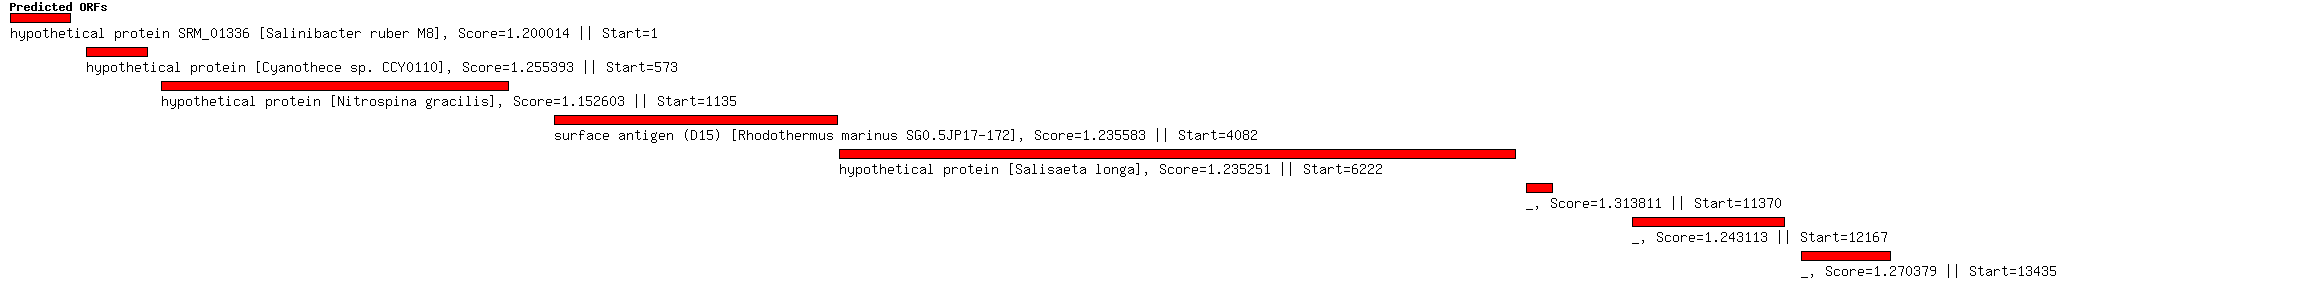 Predicted ORFs
hypothetical protein SRM_01336 [Salinibacter ruber M8], Score=1.200014 || Start=1
hypothetical protein [Cyanothece sp. CCY0110], Score=1.255393 || Start=573
hypothetical protein [Nitrospina gracilis], Score=1.152603 || Start=1135
surface antigen (D15) [Rhodothermus marinus SG0.5JP17-172], Score=1.235583 || Start=4082
hypothetical protein [Salisaeta longa], Score=1.235251 || Start=6222
_, Score=1.313811 || Start=11370
_, Score=1.243113 || Start=12167
_, Score=1.270379 || Start=13435